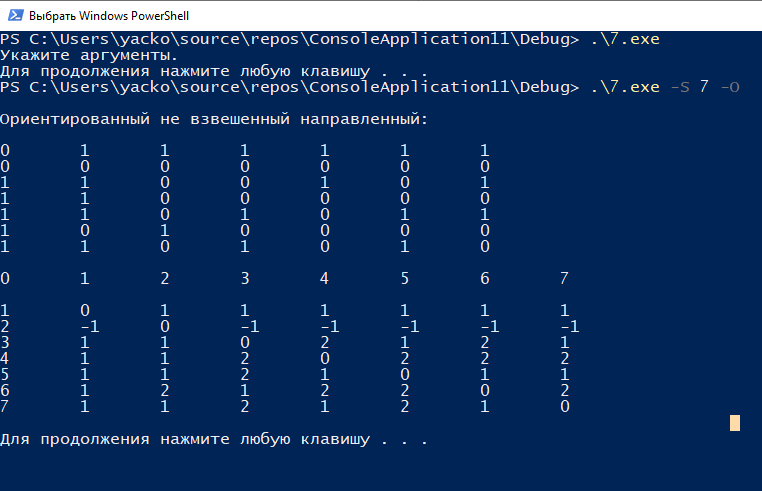 Выбрать Windows PowerShell
PS C:\Users\yacko\source\repos\ConsoleApplication11\Debug> .\7.exe
Укажите аргументы.
Для продолжения нажмите любую клавишу . . .
PS C:\Users\yacko\source\repos\ConsoleApplication11\Debug> .\7.exe -S 7 -O
Ориентированный не взвешенный направленный:
0 1 1 1 1 1 1
0 0 0 0 0 0 0
1 1 0 0 1 0 1
1 1 0 0 0 0 0
1 1 0 1 0 1 1
1 0 1 0 0 0 0
1 1 0 1 0 1 0
0 1 2 3 4 5 6 7
1 0 1 1 1 1 1 1
2 -1 0 -1 -1 -1 -1 -1
3 1 1 0 2 1 2 1
4 1 1 2 0 2 2 2
5 1 1 2 1 0 1 1
6 1 2 1 2 2 0 2
7 1 1 2 1 2 1 0
Для продолжения нажмите любую клавишу . . .